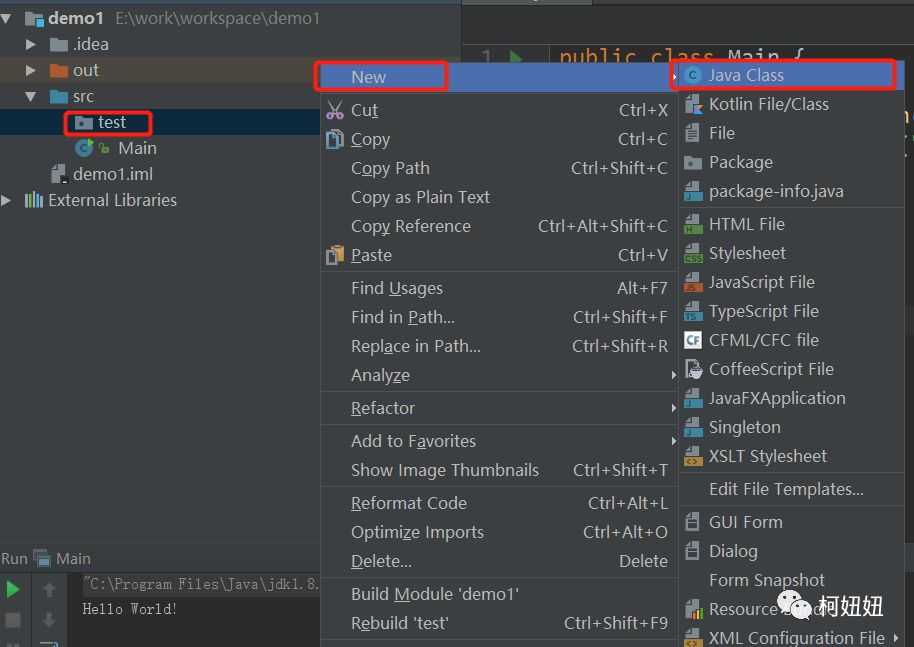 demo1 E:\work\workspace\demo1
.idea
out
src
test
Main
demo1.iml
External Libraries
1 public class Main {
New
Cut Ctrl+X
Copy Ctrl+C
Copy Path Ctrl+Shift+C
Copy as Plain Text
Copy Reference Ctrl+Alt+Shift+C
Paste Ctrl+V
Find Usages Alt+F7
Find in Path... Ctrl+Shift+F
Replace in Path... Ctrl+Shift+R
Analyze
Refactor
Add to Favorites
Show Image Thumbnails Ctrl+Shift+T
Reformat Code Ctrl+Alt+L
Optimize Imports Ctrl+Alt+O
Delete... Delete
Build Module 'demo1'
Rebuild 'test' Ctrl+Shift+F9
Java Class
Kotlin File/Class
File
Package
package-info.java
HTML File
Stylesheet
JavaScript File
TypeScript File
CFML/CFC file
CoffeeScript File
JavaFXApplication
Singleton
XSLT Stylesheet
Edit File Templates...
GUI Form
Dialog
Form Snapshot
Resource
XML Configuration File
柯妞妞
Run Main
"C:\Program Files\Java\jdk1.8.
Hello World!